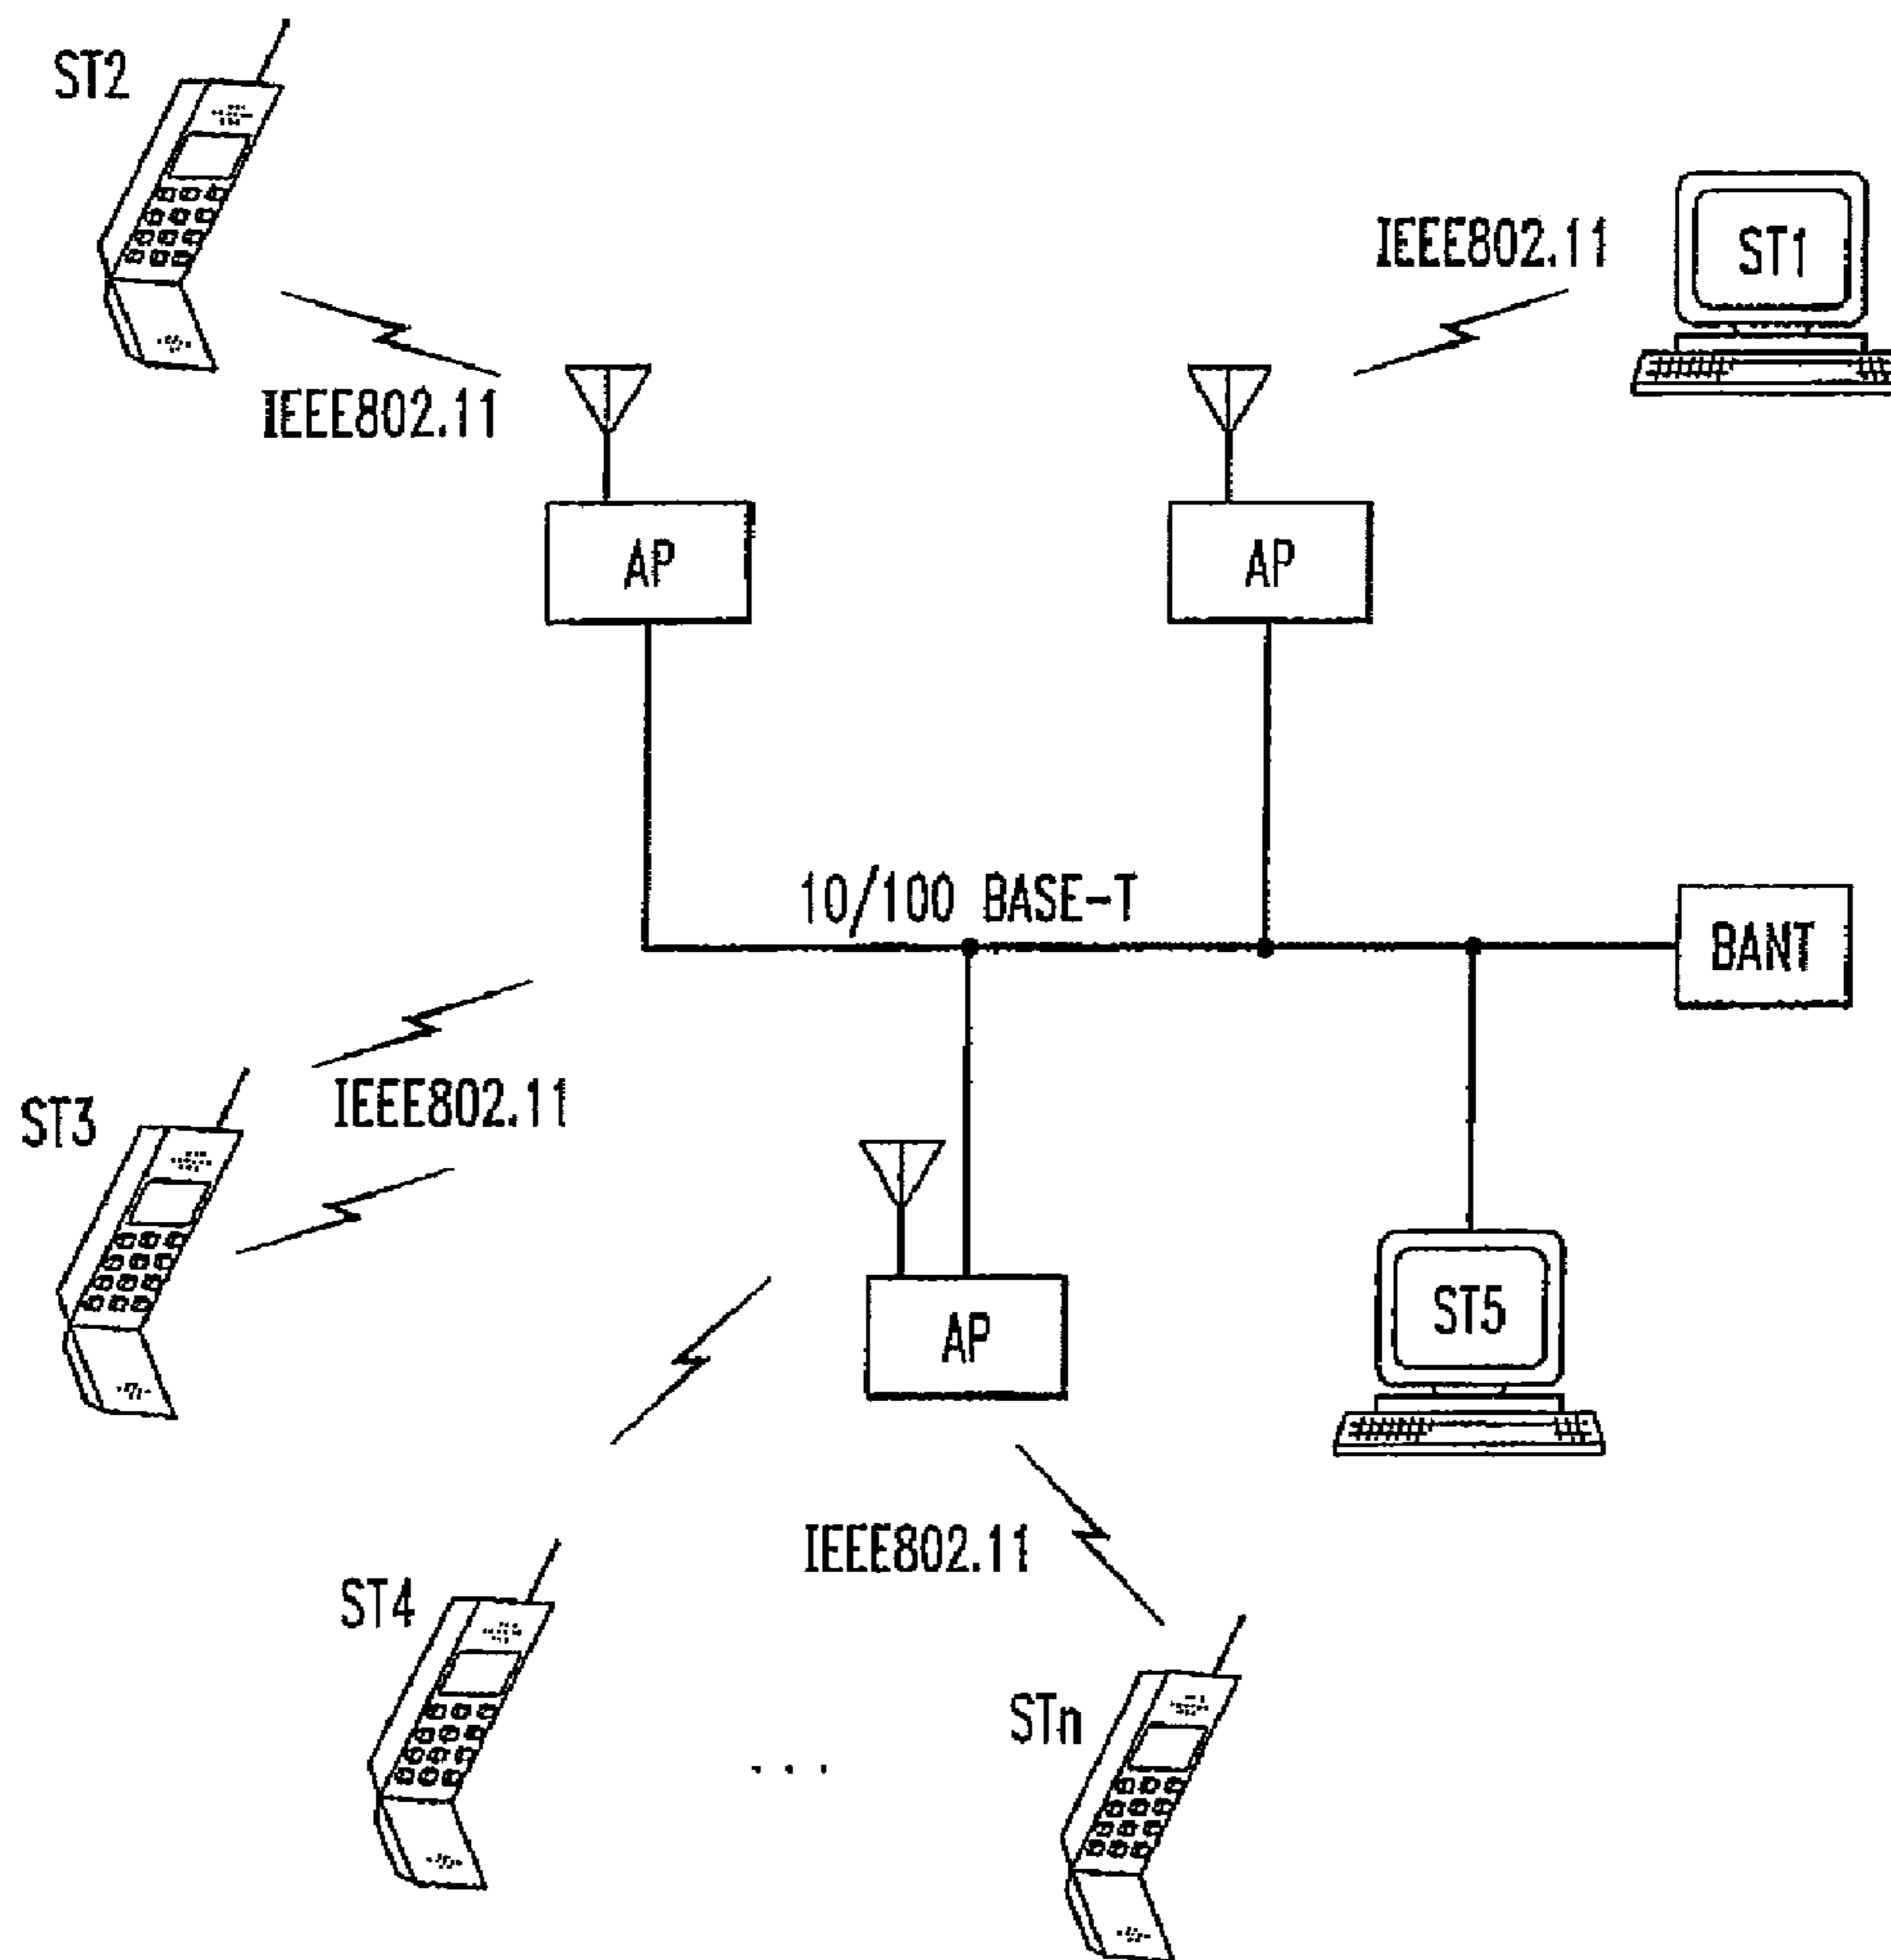 ST2
IEEE802.11
ST1
IEEE802.11
AP
AP
10/100 BASE-T
BANT
ST3
IEEE802.11
AP
ST5
IEEE802.11
ST4
STn
...